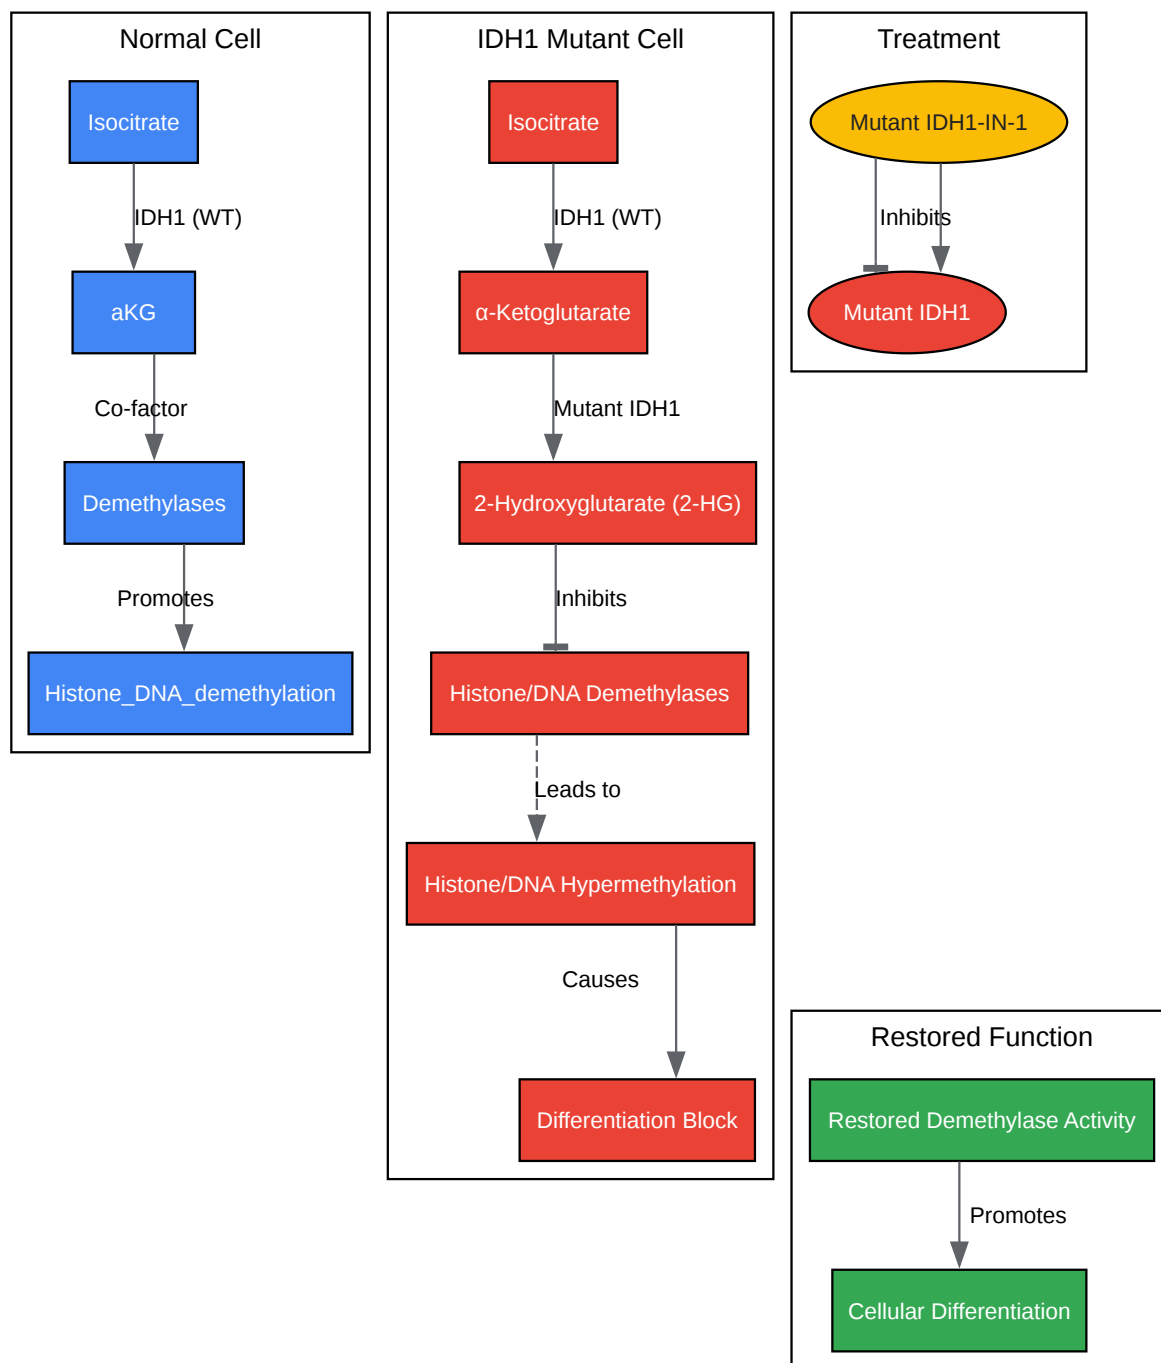 Normal Cell
Isocitrate
IDH1 (WT)
aKG
Co-factor
Demethylases
Promotes
Histone_DNA_demethylation
IDH1 Mutant Cell
Isocitrate
IDH1 (WT)
α-Ketoglutarate
Mutant IDH1
2-Hydroxyglutarate (2-HG)
Inhibits
Histone/DNA Demethylases
Leads to
Histone/DNA Hypermethylation
Causes
Differentiation Block
Treatment
Mutant IDH1-IN-1
Inhibits
Mutant IDH1
Restored Function
Restored Demethylase Activity
Promotes
Cellular Differentiation